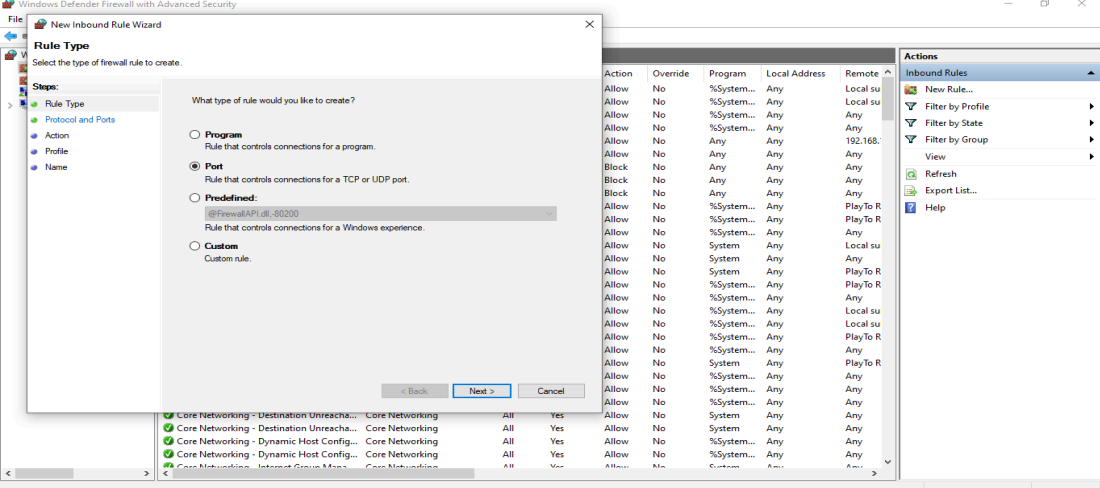 Windows Defender Firewall with Advanced Security
File
New Inbound Rule Wizard
Rule Type
Select the type of firewall rule to create.
Steps:
Rule Type
Protocol and Ports
Action
Profile
Name
What type of rule would you like to create?
Program
Rule that controls connections for a program.
Port
Rule that controls connections for a TCP or UDP port.
Predefined:
@FirewallAPI.dll,-80200
Rule that controls connections for a Windows experience.
Custom
Custom rule.
< Back Next > Cancel
Action Override Program Local Address Remote
Allow No %System... Any Local su
Allow No %System... Any Local su
Allow No %System... Any Any
Allow No %System... Any Any
Allow No Any Any 192.168.
Allow No Any Any Any
Block No Any Any Any
Block No Any Any Any
Block No Any Any Any
Allow No %System... Any PlayTo R
Allow No %System... Any PlayTo R
Allow No %System... Any Any
Allow No System Any Local su
Allow No System Any Any
Allow No System Any PlayTo R
Allow No %System... Any PlayTo R
Allow No %System... Any Any
Allow No %System... Any Local su
Allow No %System... Any Local su
Allow No %System... Any PlayTo R
Allow No %System... Any Any
Allow No System Any PlayTo R
Allow No %System... Any Any
Allow No %System... Any Any
Allow No %System... Any Any
Core Networking - Destination Unreacha... Core Networking All Yes Allow No System Any Any
Core Networking - Destination Unreacha... Core Networking All Yes Allow No System Any Any
Core Networking - Dynamic Host Config... Core Networking All Yes Allow No %System... Any Any
Core Networking - Dynamic Host Config... Core Networking All Yes Allow No %System... Any Any
Core Networking - Internet Group Mana... Core Networking All Yes Allow No System Any Any
Actions
Inbound Rules
New Rule...
Filter by Profile
Filter by State
Filter by Group
View
Refresh
Export List...
Help